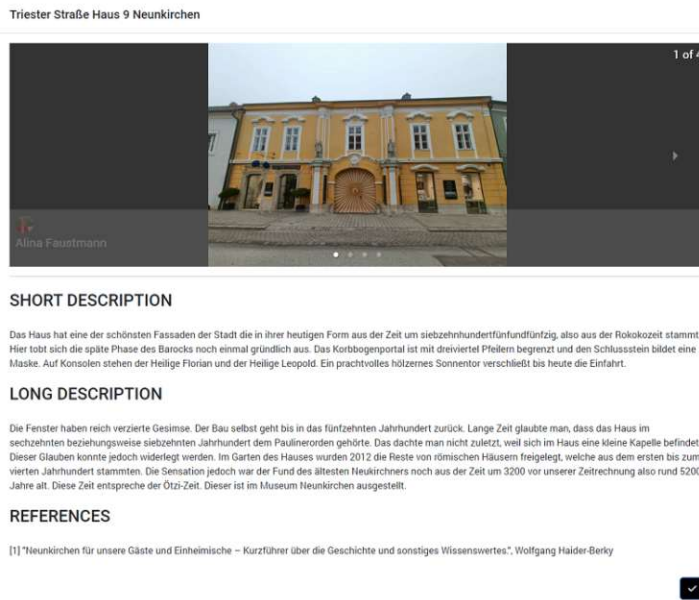 Triester Straße Haus 9 Neunkirchen
1 of 4
Alina Faustmann
SHORT DESCRIPTION
Das Haus hat eine der schönsten Fassaden der Stadt die in ihrer heutigen Form aus der Zeit um siebzehnhundertfünfundfünfzig, also aus der Rokokozeit stammt
Hier tobt sich die späte Phase des Barocks noch einmal gründlich aus. Das Korbbogenportal ist mit dreiviertel Pfeilern begrenzt und den Schlussstein bildet eine
Maske. Auf Konsolen stehen der Heilige Florian und der Heilige Leopold. Ein prachtvolles hölzernes Sonnentor verschließt bis heute die Einfahrt.
LONG DESCRIPTION
Die Fenster haben reich verzierte Gesimse. Der Bau selbst geht bis in das fünfzehnten Jahrhundert zurück. Lange Zeit glaubte man, dass das Haus im
sechzehnten beziehungsweise siebzehnten Jahrhundert dem Paulinerorden gehörte. Das dachte man nicht zuletzt, weil sich im Haus eine kleine Kapelle befindet
Dieser Glauben konnte jedoch widerlegt werden. Im Garten des Hauses wurden 2012 die Reste von römischen Häusern freigelegt, welche aus dem ersten bis zum
vierten Jahrhundert stammten. Die Sensation jedoch war der Fund des ältesten Neukirchners noch aus der Zeit um 3200 vor unserer Zeitrechnung also rund 5200
Jahre alt. Diese Zeit entspreche der Ötzi-Zeit. Dieser ist im Museum Neunkirchen ausgestellt.
REFERENCES
[1] "Neunkirchen für unsere Gäste und Einheimische – Kurzführer über die Geschichte und sonstiges Wissenswertes.", Wolfgang Haider-Berky